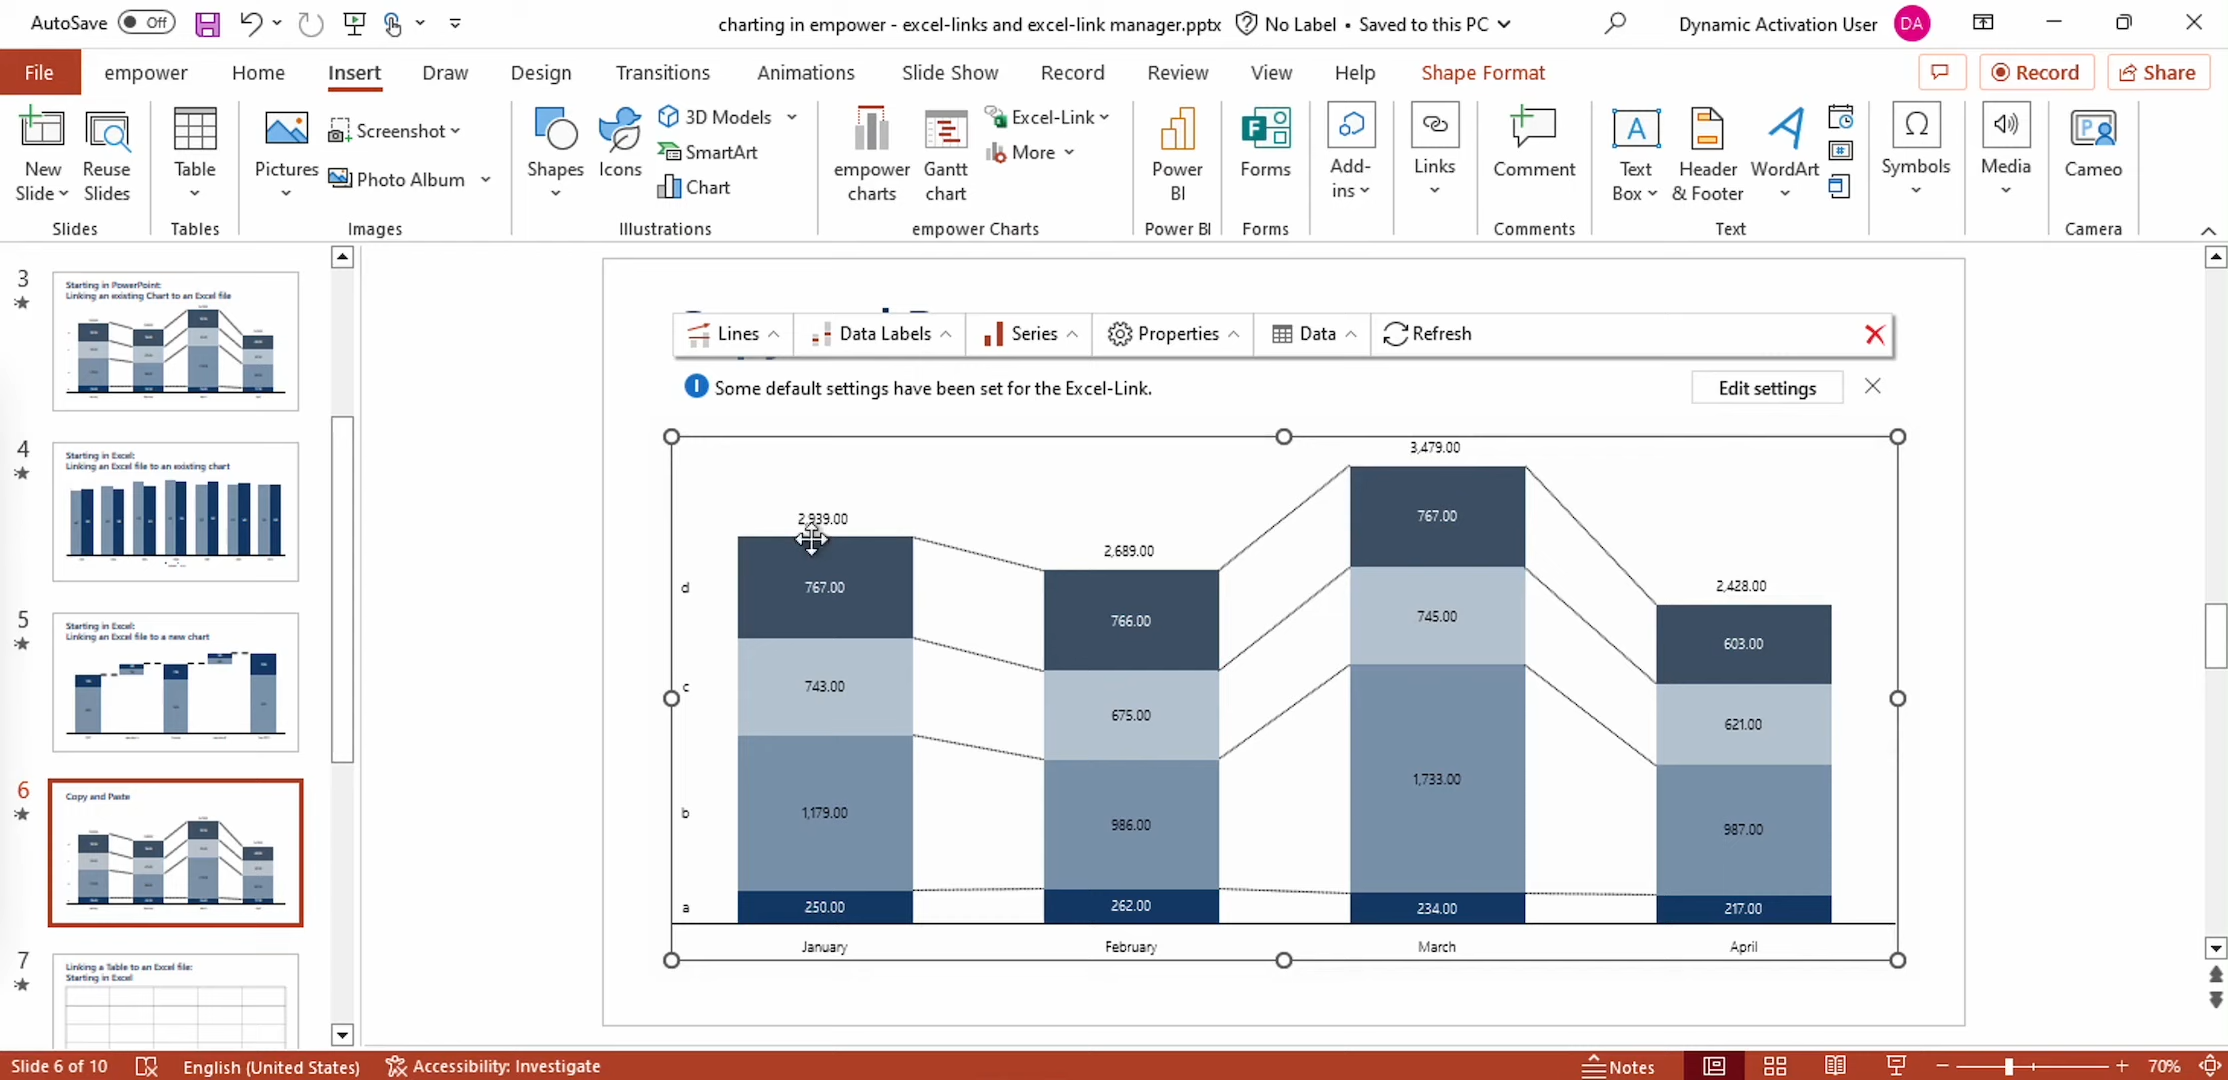 AutoSave Off charting in empower - excel-links and excel-link manager.pptx No Label • Saved to this PC Dynamic Activation User DA
File empower Home Insert Draw Design Transitions Animations Slide Show Record Review View Help Shape Format Record Share
New Slide Reuse Slides Table Pictures Screenshot Photo Album Shapes Icons 3D Models SmartArt Chart empower charts Gantt chart Excel-Link More Power BI Forms Add-ins Links Comment Text Box Header & Footer WordArt Symbols Media Cameo
Slides Tables Images Illustrations empower Charts Power BI Forms Comments Text Camera
3
Starting in PowerPoint:
Linking an existing Chart to an Excel file
4
Starting in Excel:
Linking an Excel file to an existing chart
5
Starting in Excel:
Linking an Excel file to a new chart
6
Copy and Paste
7
Linking a Table to an Excel file:
Starting in Excel
Lines Data Labels Series Properties Data Refresh
Some default settings have been set for the Excel-Link. Edit settings
3,479.00
2,939.00
2,689.00
2,428.00
d 767.00 766.00 767.00 603.00
c 743.00 675.00 745.00 621.00
b 1,179.00 986.00 1,733.00 987.00
a 250.00 262.00 234.00 217.00
January February March April
Slide 6 of 10 English (United States) Accessibility: Investigate Notes 70%